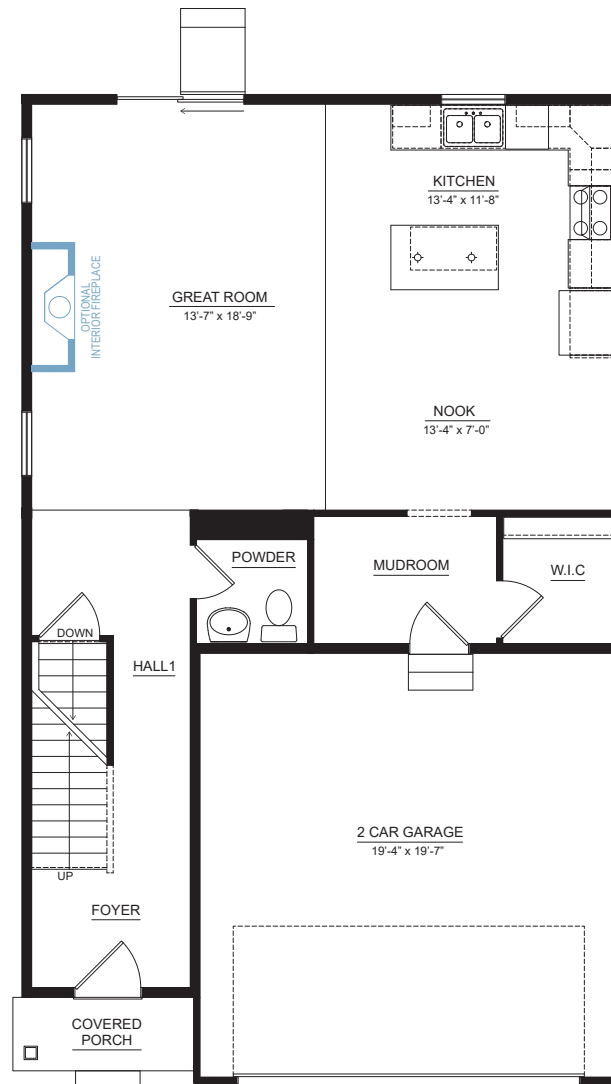 KITCHEN
13'-4" x 11'-8"
OPTIONAL
INTERIOR FIREPLACE
GREAT ROOM
13'-7" x 18'-9"
NOOK
13'-4" x 7'-0"
POWDER
MUDROOM
W.I.C
DOWN
HALL1
2 CAR GARAGE
19'-4" x 19'-7"
UP
FOYER
COVERED
PORCH